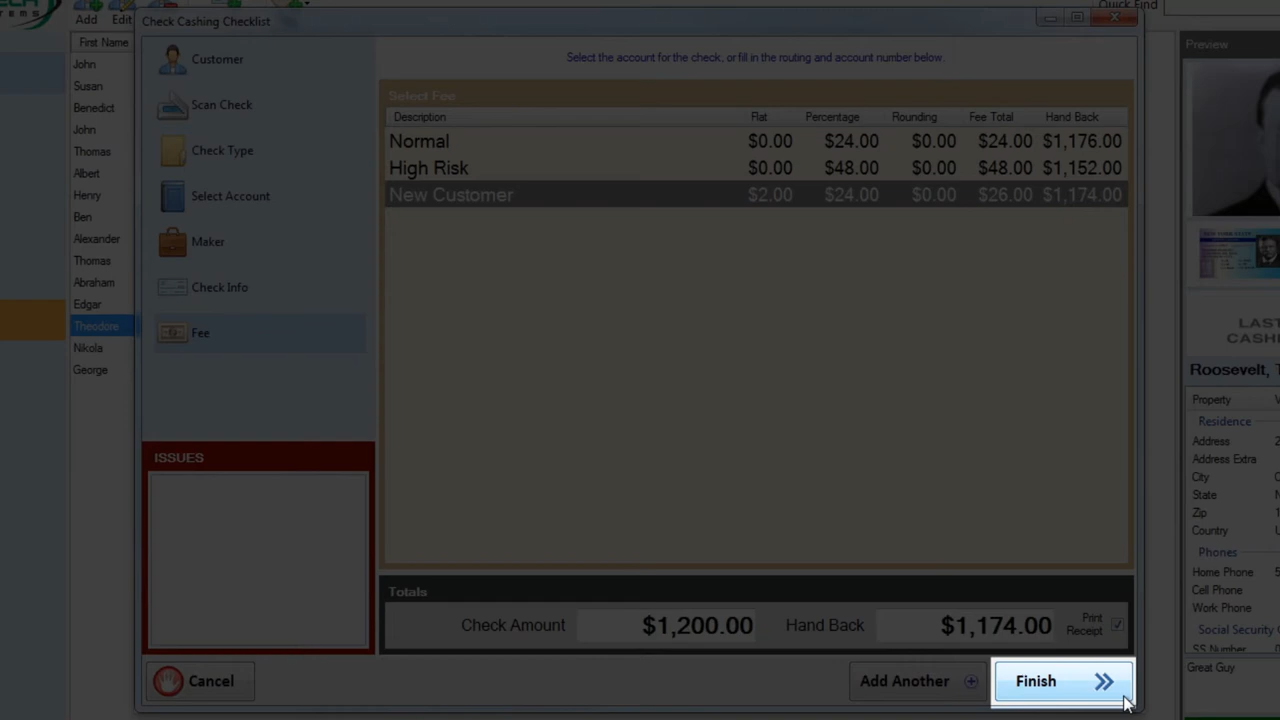 Add Edit
Quick Find
Check Cashing Checklist
First Name
John
Susan
Benedict
John
Thomas
Albert
Henry
Ben
Alexander
Thomas
Abraham
Edgar
Theodore
Nikola
George
Customer
Scan Check
Check Type
Select Account
Maker
Check Info
Fee
ISSUES
Select the account for the check, or fill in the routing and account number below.
Select Fee
Description Flat Percentage Rounding Fee Total Hand Back
Normal $0.00 $24.00 $0.00 $24.00 $1,176.00
High Risk $0.00 $48.00 $0.00 $48.00 $1,152.00
New Customer $2.00 $24.00 $0.00 $26.00 $1,174.00
Totals
Check Amount $1,200.00 Hand Back $1,174.00 Print
Receipt
Cancel Add Another Finish
Preview
LAST
CASH
Roosevelt, T
Property V
Residence
Address 2
Address Extra
City
State N
Zip 1
Country U
Phones
Home Phone 5
Cell Phone
Work Phone
Social Security
SS Number
Great Guy